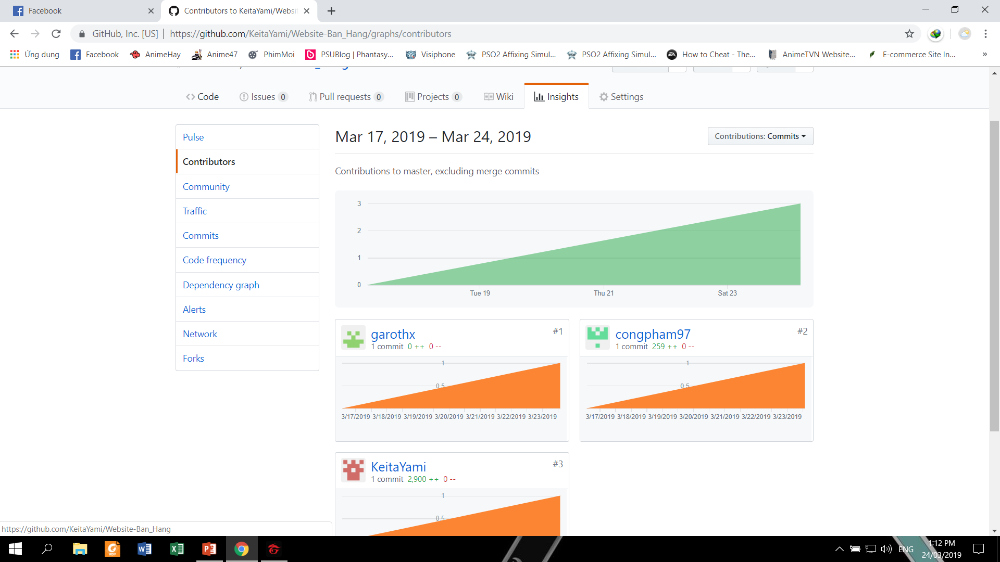 Facebook
Contributors to KeitaYami/Websi
GitHub, Inc. [US] | https://github.com/KeitaYami/Website-Ban_Hang/graphs/contributors
Ứng dụng Facebook AnimeHay Anime47 PhimMoi PSUBlog | Phantasy... Visiphone PSO2 Affixing Simul... PSO2 Affixing Simul... How to Cheat - The... AnimeTVN Website... E-commerce Site In... »
Code Issues 0 Pull requests 0 Projects 0 Wiki Insights Settings
Pulse
Contributors
Community
Traffic
Commits
Code frequency
Dependency graph
Alerts
Network
Forks
Mar 17, 2019 – Mar 24, 2019
Contributions: Commits
Contributions to master, excluding merge commits
3
2
1
0
Tue 19 Thu 21 Sat 23
garothx #1
1 commit 0 ++ 0 --
1
0.5
3/17/2019 3/18/2019 3/19/2019 3/20/2019 3/21/2019 3/22/2019 3/23/2019
congpham97 #2
1 commit 259 ++ 0 --
1
0.5
3/17/2019 3/18/2019 3/19/2019 3/20/2019 3/21/2019 3/22/2019 3/23/2019
KeitaYami #3
1 commit 2,900 ++ 0 --
1
0.5
https://github.com/KeitaYami/Website-Ban_Hang
ENG
1:12 PM
24/03/2019